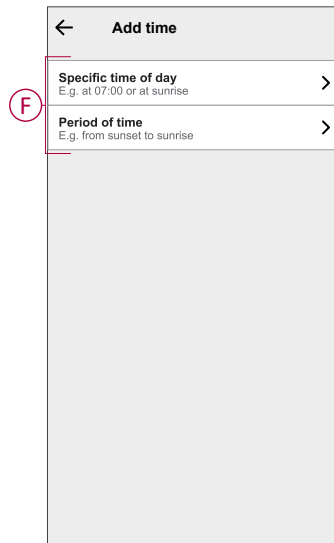 Add time
Specific time of day
E.g. at 07:00 or at sunrise
F
Period of time
E.g. from sunset to sunrise